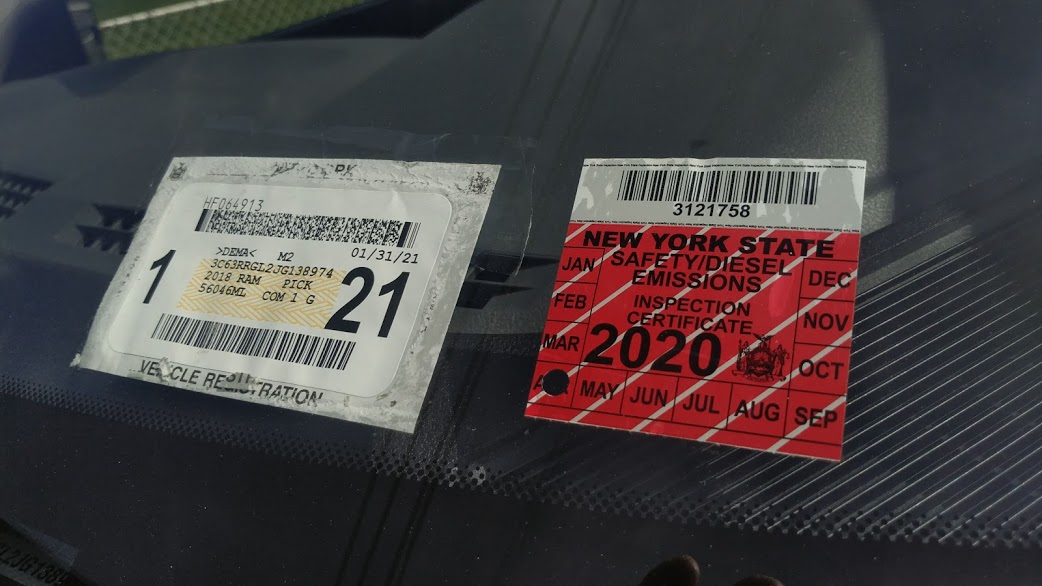 HF064913
>DEMA< M2 01/31/21
3C63RRGL2JG138974
2018 RAM PICK
56046ML COM 1 G
1 21
VEHICLE REGISTRATION
3121758
NEW YORK STATE
SAFETY/DIESEL
EMISSIONS
INSPECTION
CERTIFICATE
2020
JAN
FEB
MAR
MAY
JUN
JUL
AUG
SEP
OCT
NOV
DEC